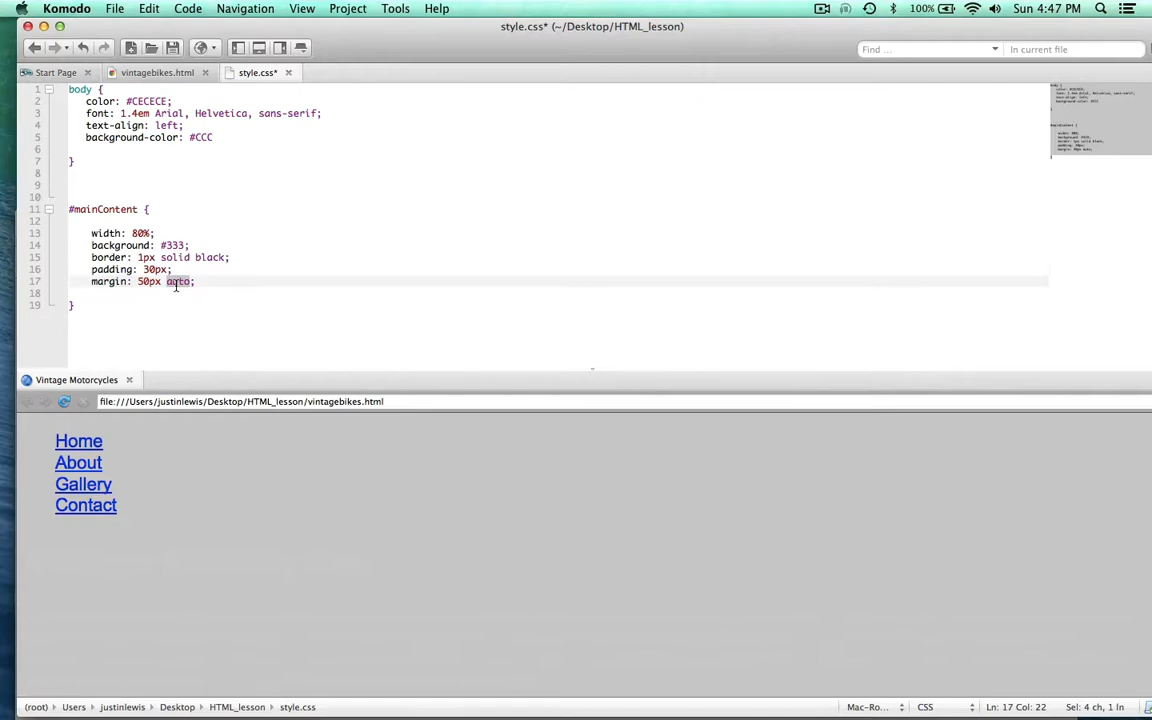 Komodo File Edit Code Navigation View Project Tools Help 100% Sun 4:47 PM
style.css* (~/Desktop/HTML_lesson)
Find ... In current file
Start Page vintagebikes.html style.css*
1 body {
2 color: #CECECE;
3 font: 1.4em Arial, Helvetica, sans-serif;
4 text-align: left;
5 background-color: #CCC
6
7 }
8
9
10
11 #mainContent {
12
13 width: 80%;
14 background: #333;
15 border: 1px solid black;
16 padding: 30px;
17 margin: 50px auto;
18
19 }
Vintage Motorcycles
file:///Users/justinlewis/Desktop/HTML_lesson/vintagebikes.html
Home
About
Gallery
Contact
(root) Users justinlewis Desktop HTML_lesson style.css Mac-Ro... CSS Ln: 17 Col: 22 Sel: 4 ch, 1 ln